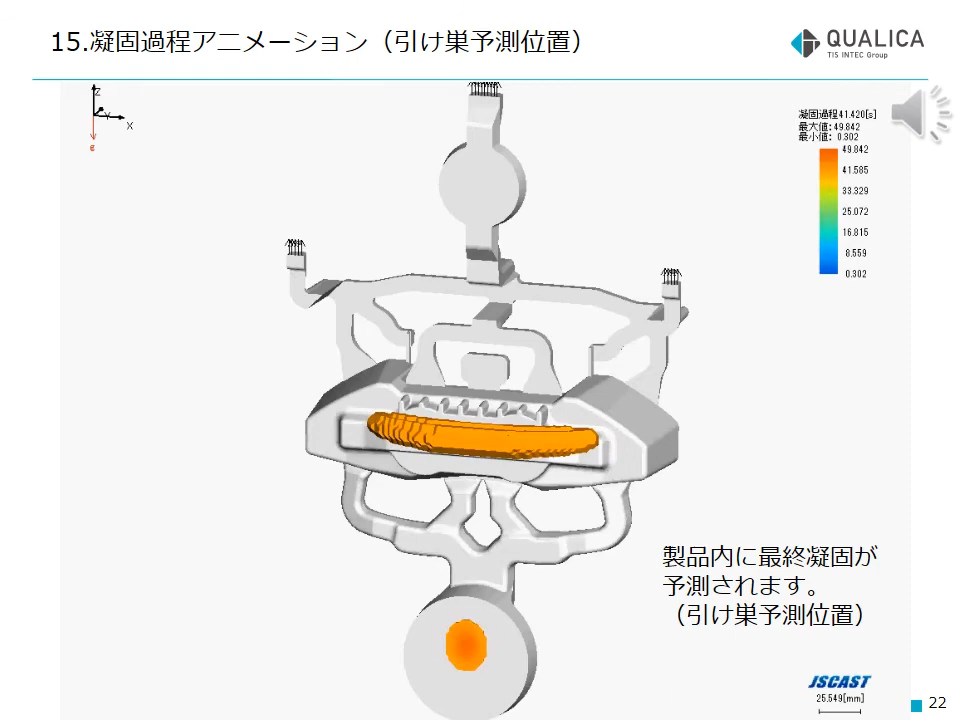 15.凝固過程アニメーション（引け巣予測位置）
QUALICA
TIS INTEC Group
Z
Y
X
g
凝固過程41.420[s]
最大値: 49.842
最小値: 0.302
49.842
41.585
33.329
25.072
16.815
8.559
0.302
製品内に最終凝固が
予測されます。
（引け巣予測位置）
JSCAST
25.549[mm]
22